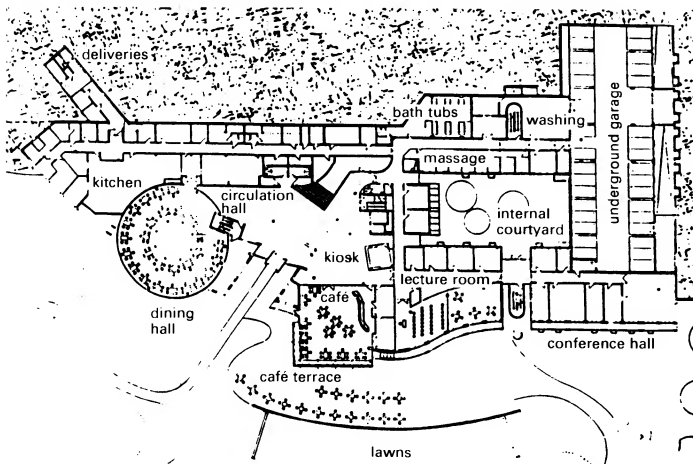 deliveries
bath tubs
washing
underground garage
massage
kitchen
circulation
hall
internal
courtyard
kiosk
lecture room
café
dining
hall
conference hall
café terrace
lawns